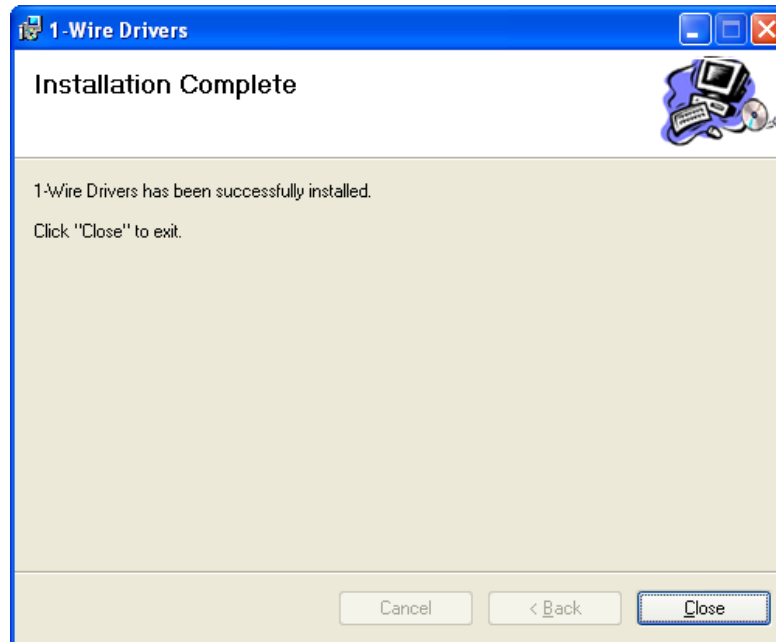 1-Wire Drivers
Installation Complete
1-Wire Drivers has been successfully installed.
Click "Close" to exit.
Cancel
< Back
Close